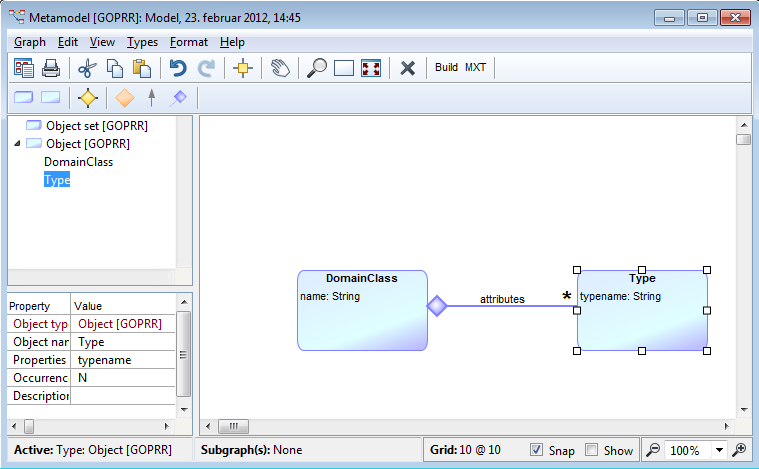 Metamodel [GOPRR]: Model, 23. februar 2012, 14:45
Graph Edit View Types Format Help
Build MXT
Object set [GOPRR]
Object [GOPRR]
DomainClass
Type
DomainClass
name: String
attributes
*
Type
typename: String
Property Value
Object typ Object [GOPRR]
Object nar Type
Properties typename
Occurrenc N
Description
Active: Type: Object [GOPRR] Subgraph(s): None Grid: 10 @ 10 Snap Show 100%